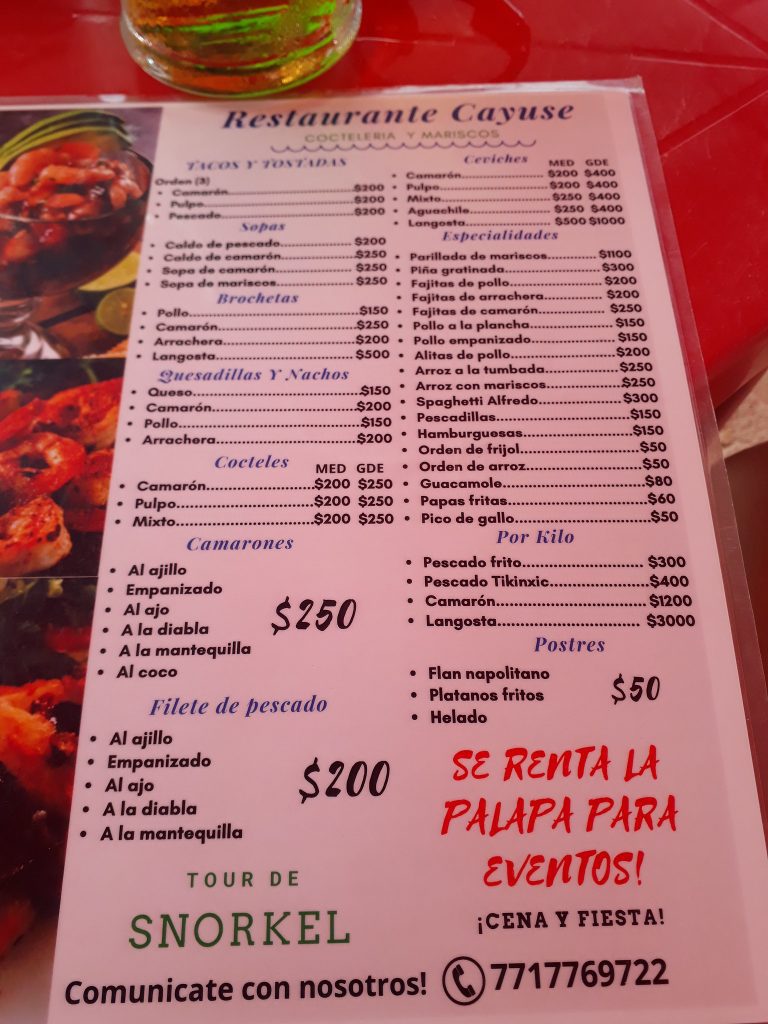 Restaurante Cayuse
COCTELERIA Y MARISCOS
TACOS Y TOSTADAS
Orden (3)
• Camarón..............................$200
• Pulpo..............................$200
• Pescado..............................$200
Sopas
• Caldo de pescado.................. $200
• Caldo de camarón.................. $250
• Sopa de camarón.................. $250
• Sopa de mariscos..................$250
Brochetas
• Pollo..............................$150
• Camarón..............................$250
• Arrachera..............................$200
• Langosta..............................$500
Quesadillas Y Nachos
• Queso..............................$150
• Camarón..............................$200
• Pollo..............................$150
• Arrachera..............................$200
Cocteles MED GDE
• Camarón......................$200 $250
• Pulpo......................$200 $250
• Mixto......................$200 $250
Camarones
• Al ajillo
• Empanizado
• Al ajo
• A la diabla
• A la mantequilla
• Al coco
$250
Filete de pescado
• Al ajillo
• Empanizado
• Al ajo
• A la diabla
• A la mantequilla
$200
TOUR DE
SNORKEL
Ceviches MED GDE
• Camarón...................... $200 $400
• Pulpo...................... $200 $400
• Mixto...................... $250 $400
• Aguachile...................... $250 $400
• Langosta...................... $500 $1000
Especialidades
• Parillada de mariscos............ $1100
• Piña gratinada......................$300
• Fajitas de pollo......................$200
• Fajitas de arrachera.............. $200
• Fajitas de camarón................ $250
• Pollo a la plancha..................$150
• Pollo empanizado.................. $150
• Alitas de pollo......................$200
• Arroz a la tumbada................$250
• Arroz con mariscos................$250
• Spaghetti Alfredo.................. $300
• Pescadillas..........................$150
• Hamburguesas......................$150
• Orden de frijol......................$50
• Orden de arroz......................$50
• Guacamole..........................$80
• Papas fritas..........................$60
• Pico de gallo..........................$50
Por Kilo
• Pescado frito...................... $300
• Pescado Tikinxic..................$400
• Camarón..........................$1200
• Langosta.......................... $3000
Postres
• Flan napolitano
• Platanos fritos
• Helado
$50
SE RENTA LA
PALAPA PARA
EVENTOS!
¡CENA Y FIESTA!
Comunicate con nosotros! 7717769722